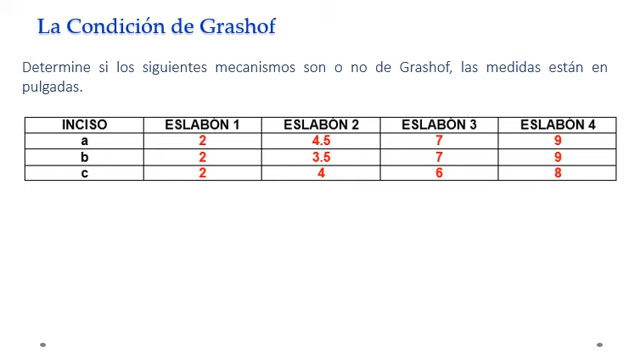 La Condición de Grashof
Determine si los siguientes mecanismos son o no de Grashof, las medidas están en
pulgadas.
INCISO ESLABÓN 1 ESLABÓN 2 ESLABÓN 3 ESLABÓN 4
a 2 4.5 7 9
b 2 3.5 7 9
c 2 4 6 8